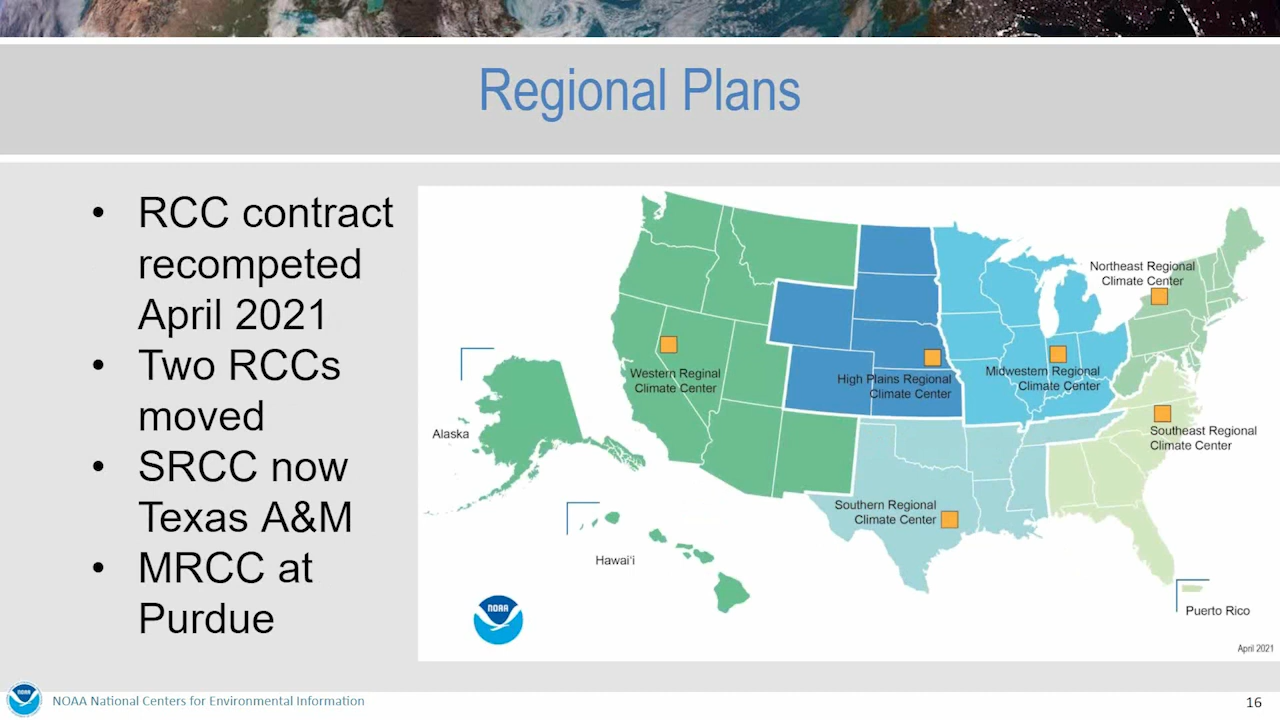 Regional Plans
• RCC contract
recompeted
April 2021
• Two RCCs
moved
• SRCC now
Texas A&M
• MRCC at
Purdue
Northeast Regional
Climate Center
Western Reginal
Climate Center
High Plains Regional
Climate Center
Midwestern Regional
Climate Center
Southeast Regional
Climate Center
Alaska
Southern Regional
Climate Center
Hawai‘i
NOAA
Puerto Rico
April 2021
NOAA National Centers for Environmental Information
16